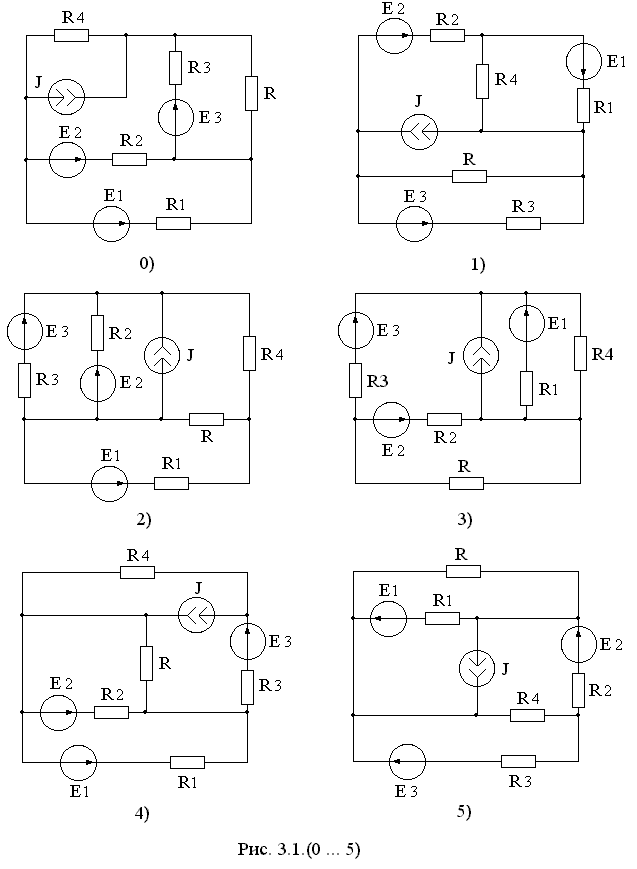 R4
E2
R2
J
R3
R
R4
E1
E2
R2
E3
J
R1
E1
R1
R
E3
R3
0)
1)
E3
R2
J
R4
R3
E2
R
E1
R1
2)
E3
E1
J
R4
R3
R1
E2
R2
R
3)
R4
J
R
E3
E2
R2
R3
E1
R1
4)
R
E1
R1
E2
J
R4
R2
E3
R3
5)
Рис. 3.1.(0 ... 5)